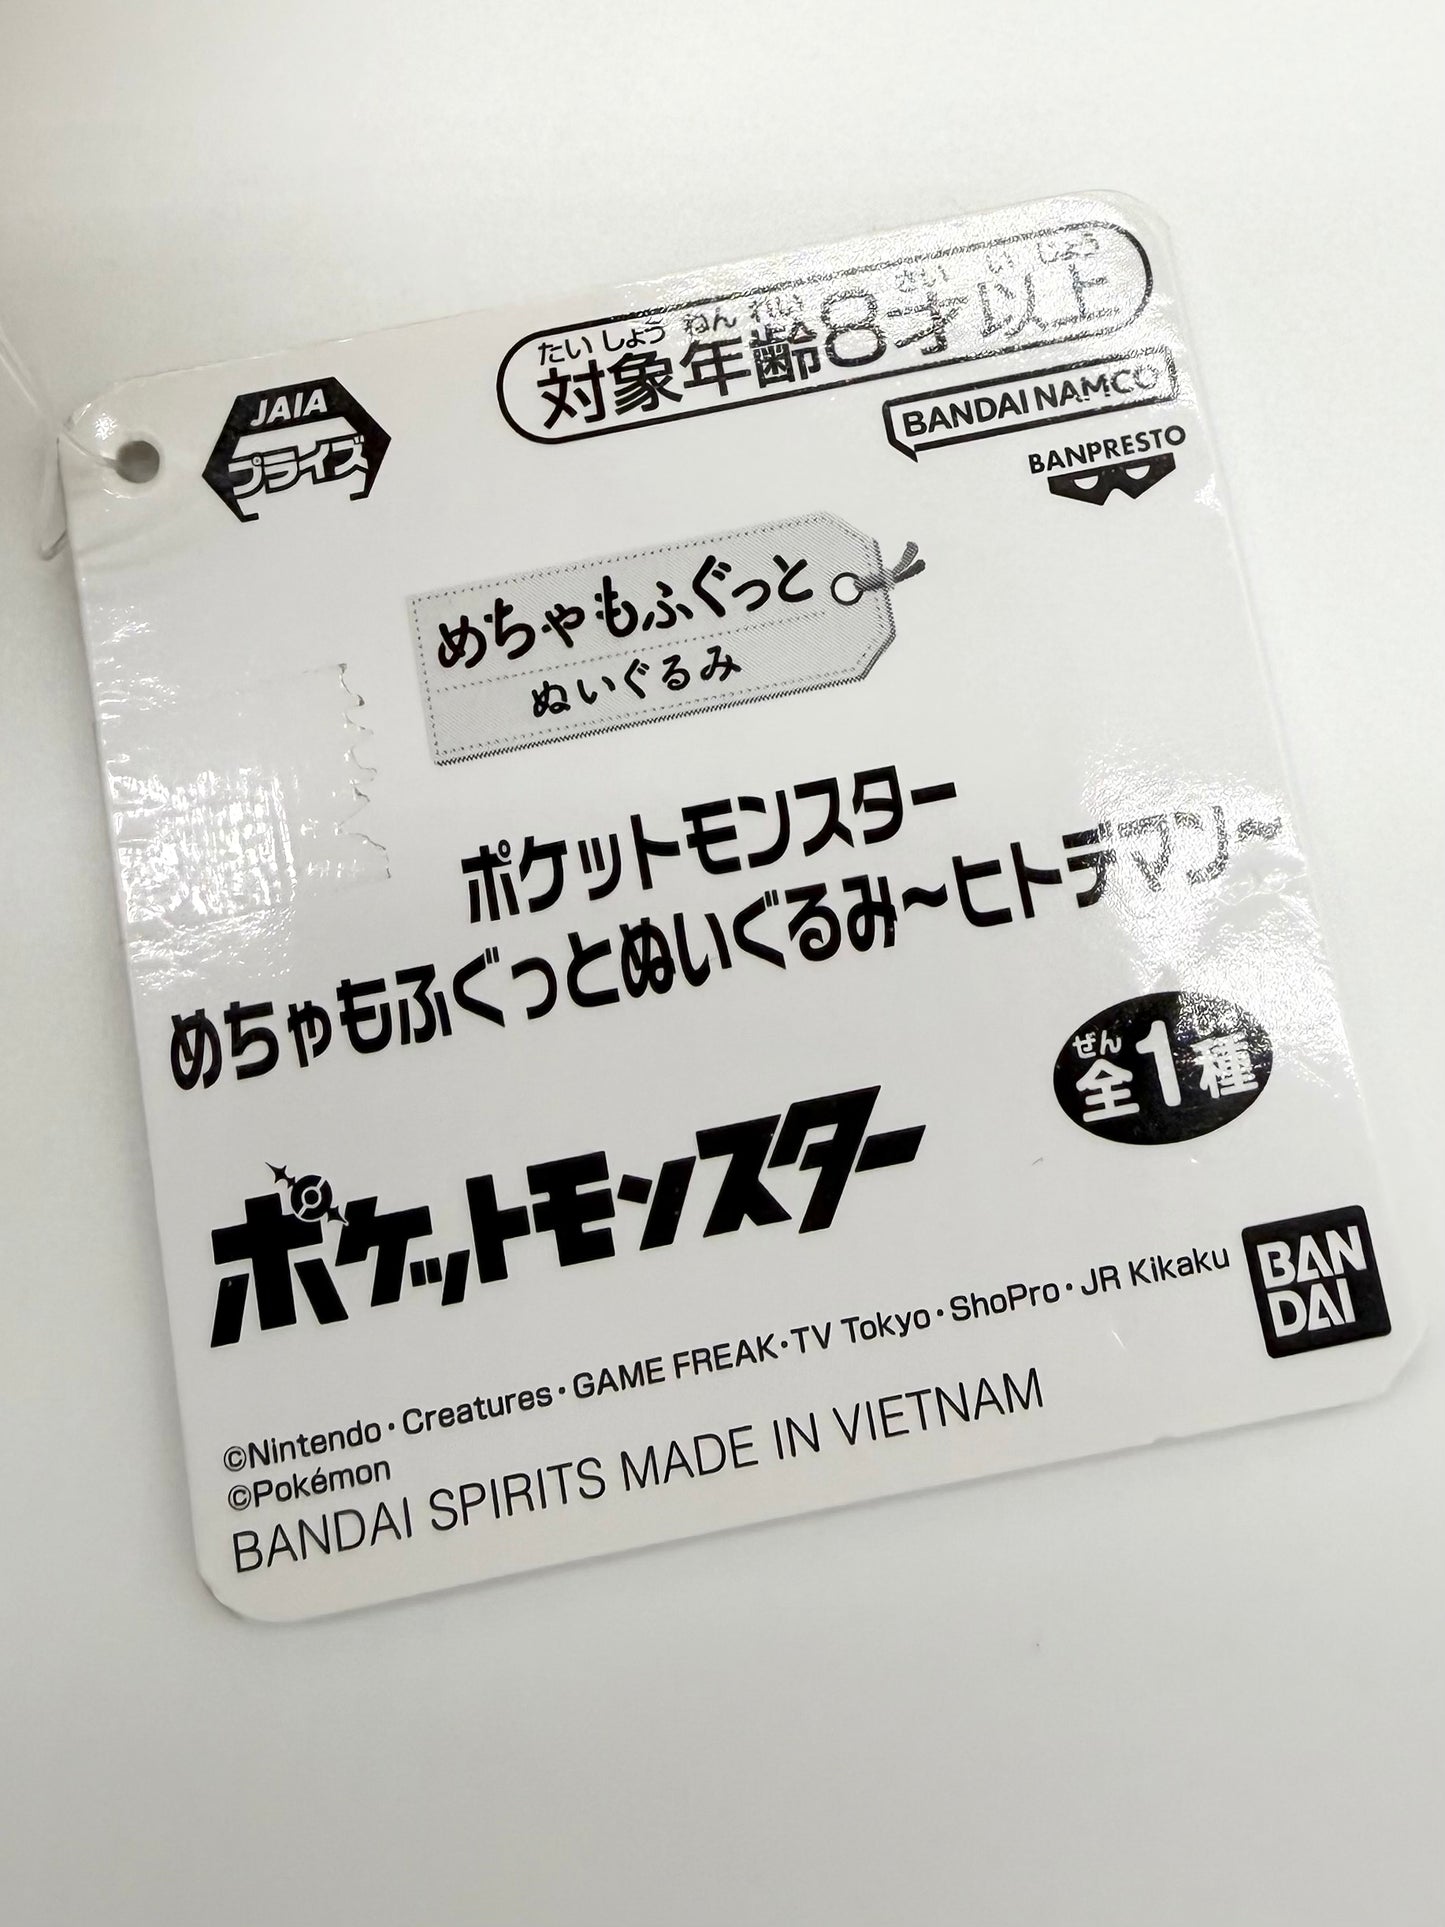 JAIA
プライズ
たいしょうねんれい さいいじょう
対象年齢8才以上
BANDAI NAMCO
BANPRESTO
めちゃもふぐっと
ぬいぐるみ
ポケットモンスター
めちゃもふぐっとぬいぐるみ～ヒトデマン～
ぜん
全1種
ポケットモンスター
©Nintendo・Creatures・GAME FREAK・TV Tokyo・ShoPro・JR Kikaku
©Pokémon
BAN
DAI
BANDAI SPIRITS MADE IN VIETNAM